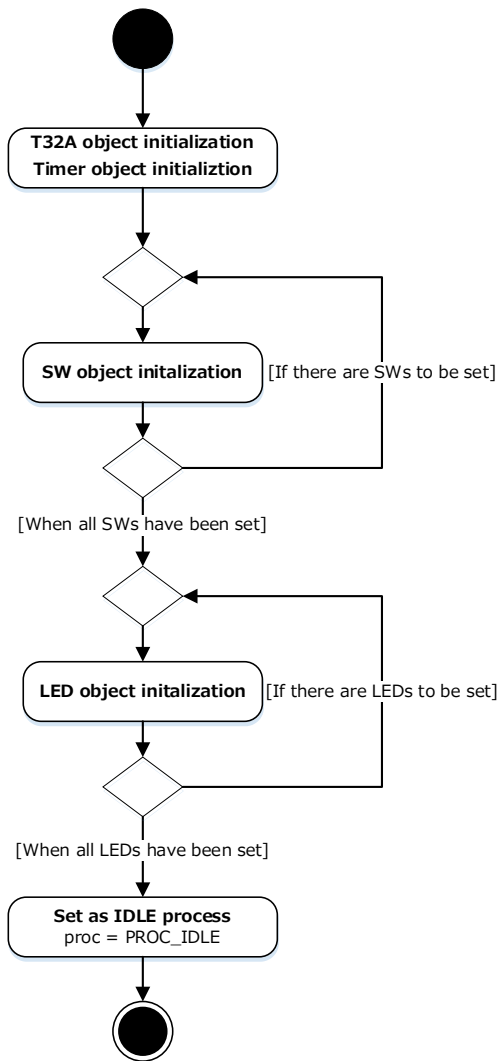 T32A object initialization
Timer object initializtion
SW object initalization
[If there are SWs to be set]
[When all SWs have been set]
LED object initalization
[If there are LEDs to be set]
[When all LEDs have been set]
Set as IDLE process
proc = PROC_IDLE